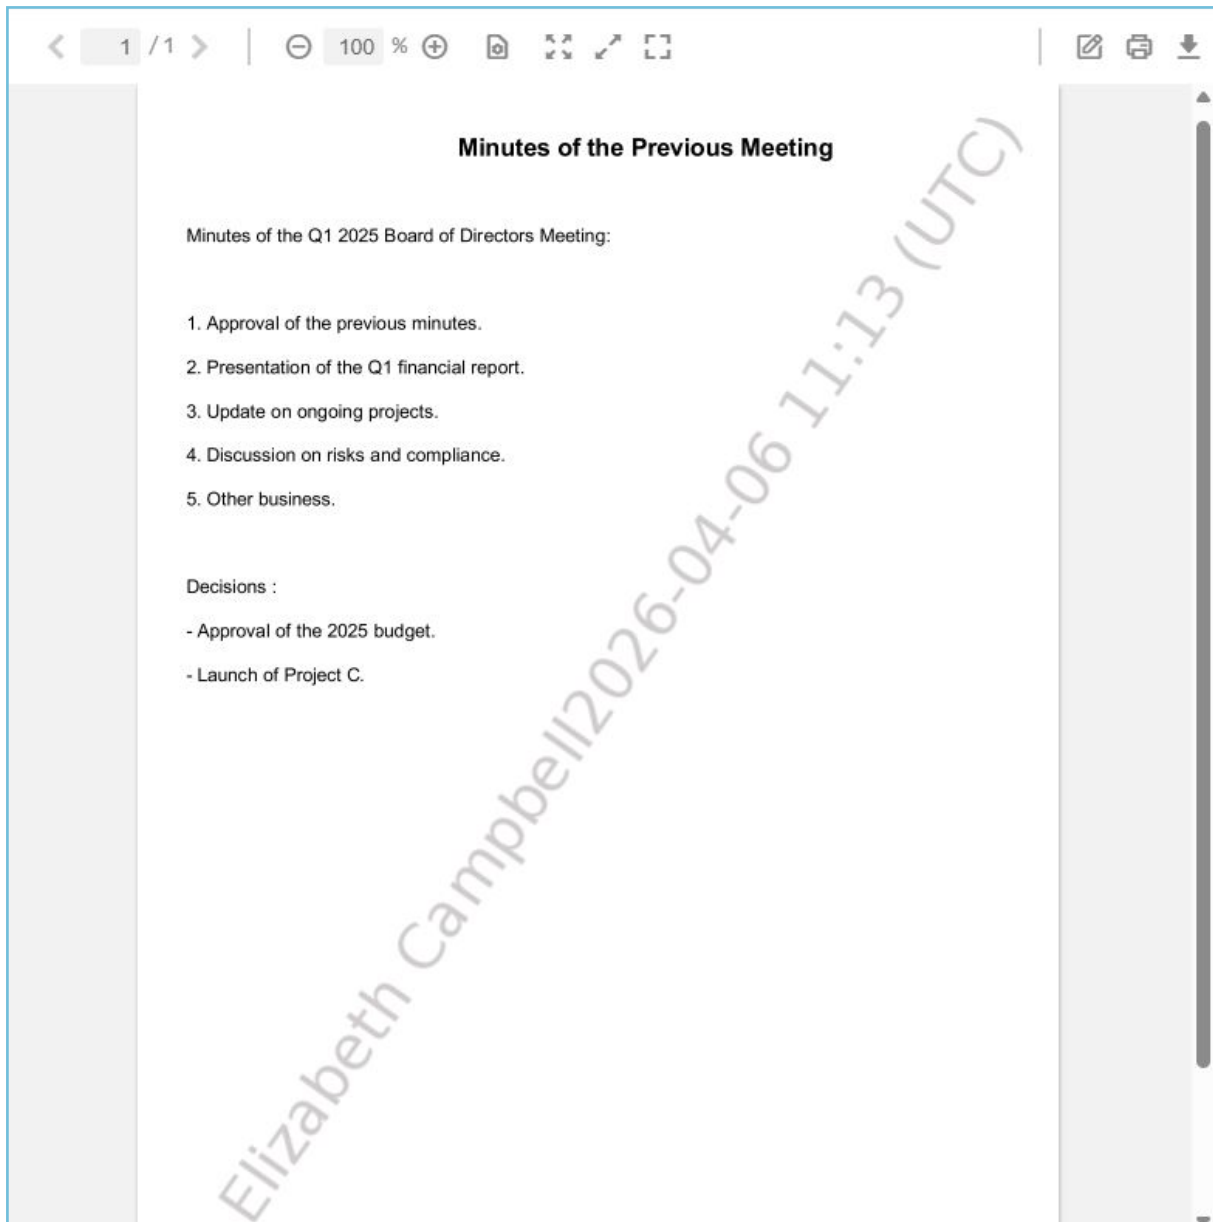 1 / 1 100 %
Minutes of the Previous Meeting
Minutes of the Q1 2025 Board of Directors Meeting:
1. Approval of the previous minutes.
2. Presentation of the Q1 financial report.
3. Update on ongoing projects.
4. Discussion on risks and compliance.
5. Other business.
Decisions :
- Approval of the 2025 budget.
- Launch of Project C.
Elizabeth Campbell2026-04-06 11:13 (UTC)